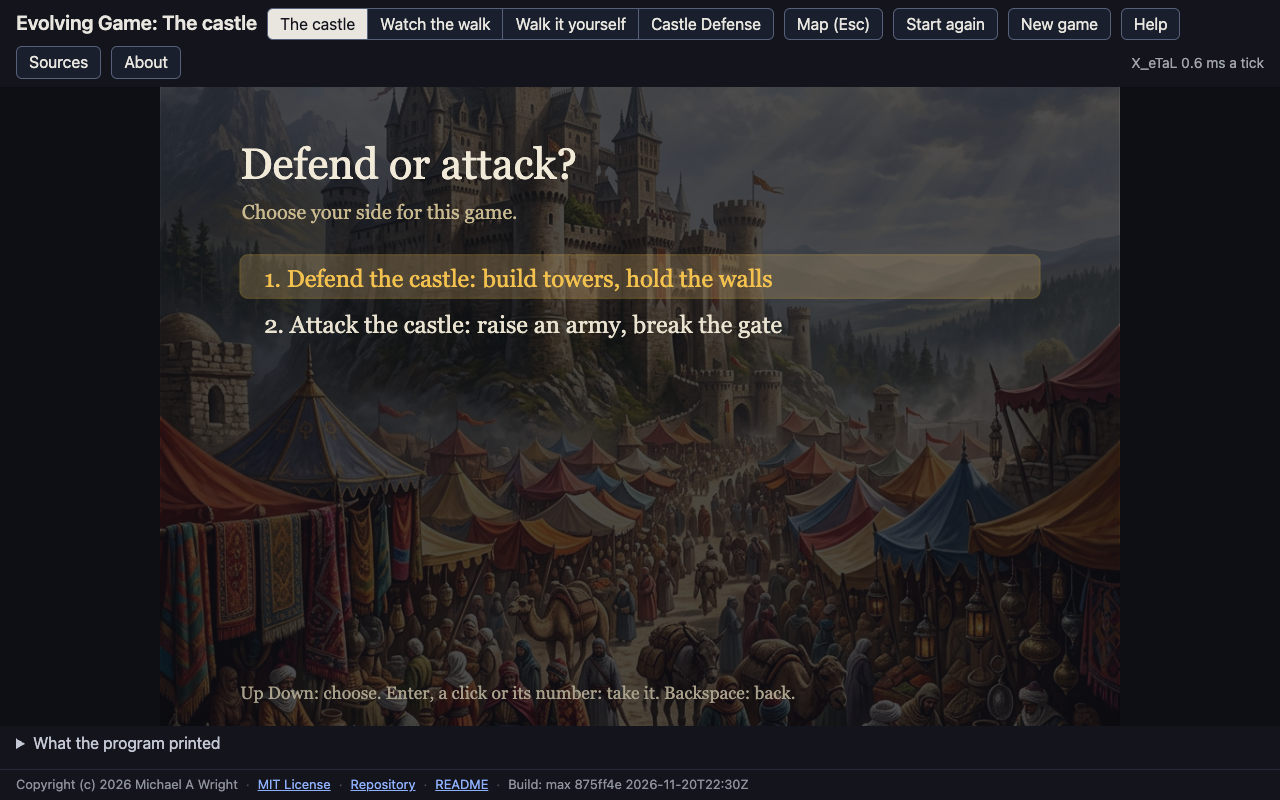 Evolving Game: The castle
The castle
Watch the walk
Walk it yourself
Castle Defense
Map (Esc)
Start again
New game
Help
Sources
About
X_eTaL 0.6 ms a tick
Defend or attack?
Choose your side for this game.
1. Defend the castle: build towers, hold the walls
2. Attack the castle: raise an army, break the gate
Up Down: choose. Enter, a click or its number: take it. Backspace: back.
What the program printed
Copyright (c) 2026 Michael A Wright · MIT License · Repository · README · Build: max 875ff4e 2026-11-20T22:30Z